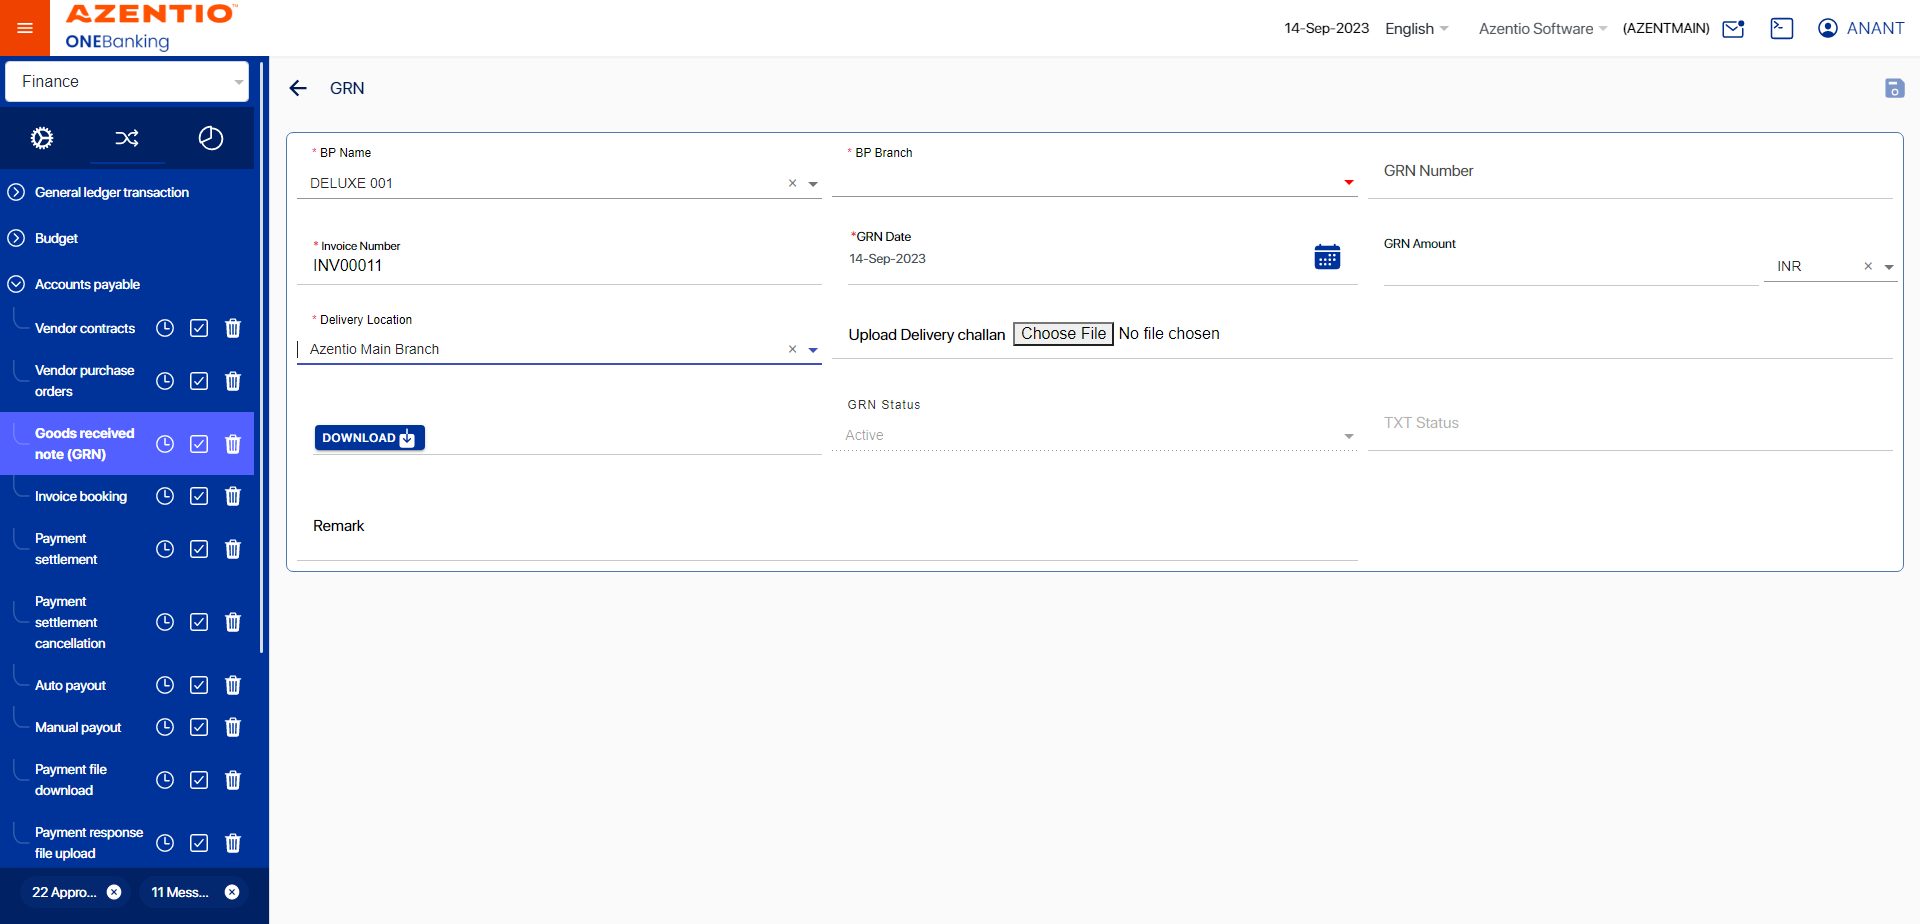 AZENTIO™
ONEBanking
14-Sep-2023
English
Azentio Software
(AZENTMAIN)
ANANT
Finance
General ledger transaction
Budget
Accounts payable
Vendor contracts
Vendor purchase
orders
Goods received
note (GRN)
Invoice booking
Payment
settlement
Payment
settlement
cancellation
Auto payout
Manual payout
Payment file
download
Payment response
file upload
22 Appro...
11 Mess...
GRN
* BP Name
DELUXE 001
* BP Branch
GRN Number
* Invoice Number
INV00011
*GRN Date
14-Sep-2023
GRN Amount
INR
* Delivery Location
Azentio Main Branch
Upload Delivery challan Choose File No file chosen
DOWNLOAD
GRN Status
Active
TXT Status
Remark